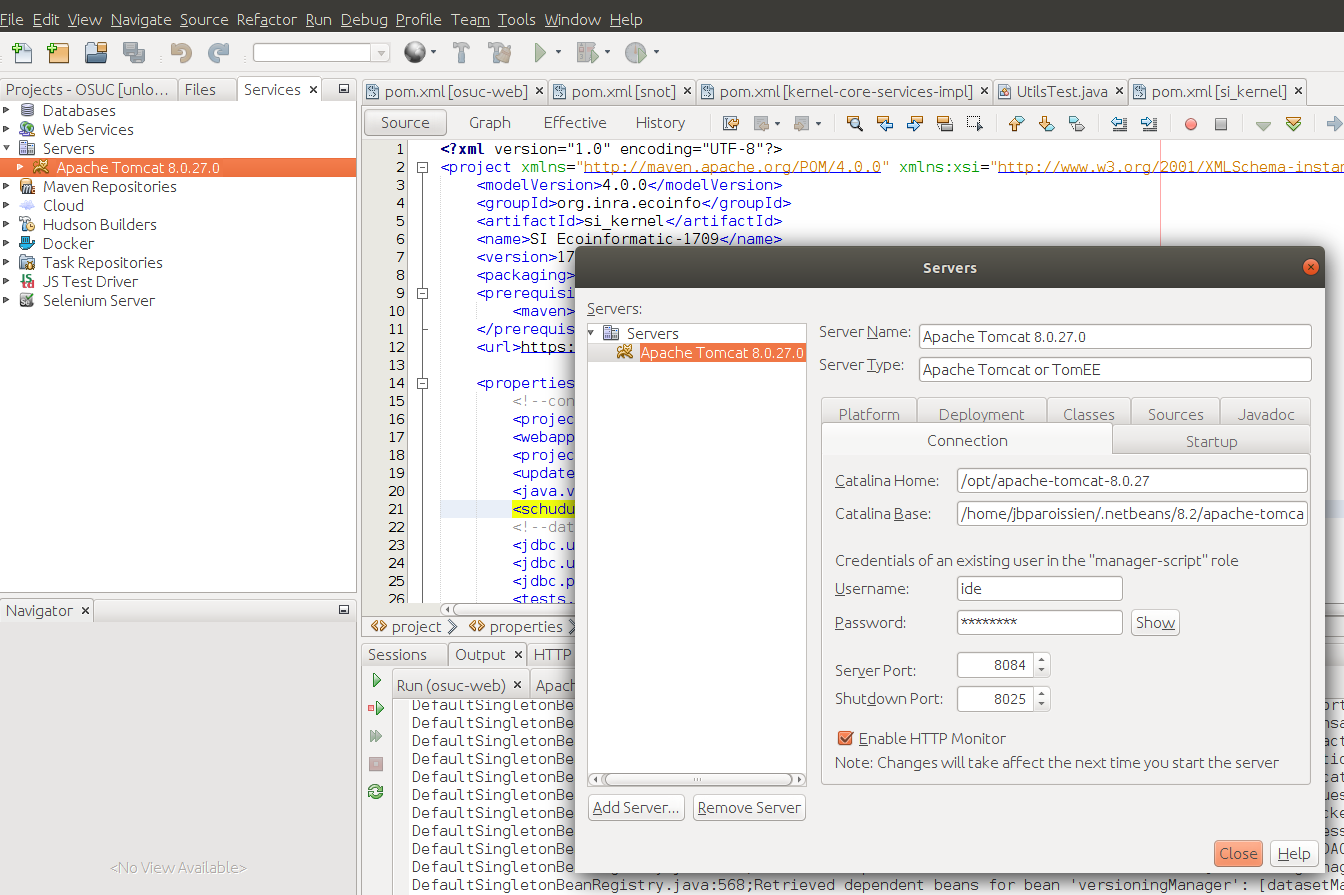 File Edit View Navigate Source Refactor Run Debug Profile Team Tools Window Help
Projects - OSUC [unlo... Files Services
Databases
Web Services
Servers
Apache Tomcat 8.0.27.0
Maven Repositories
Cloud
Hudson Builders
Docker
Task Repositories
JS Test Driver
Selenium Server
Navigator
<No View Available>
pom.xml [osuc-web] pom.xml [snot] pom.xml [kernel-core-services-impl] UtilsTest.java pom.xml [si_kernel]
Source Graph Effective History
1 <?xml version="1.0" encoding="UTF-8"?>
2 <project xmlns="http://maven.apache.org/POM/4.0.0" xmlns:xsi="http://www.w3.org/2001/XMLSchema-instan
3 <modelVersion>4.0.0</modelVersion>
4 <groupId>org.inra.ecoinfo</groupId>
5 <artifactId>si_kernel</artifactId>
6 <name>SI Ecoinformatic-1709</name>
7 <version>17
8 <packaging>
9 <prerequisi
10 <maven>
11 </prerequis
12 <url>https:
13
14 <properties
15 <!--con
16 <projec
17 <webapp
18 <projec
19 <update
20 <java.v
21 <schudu
22 <!--dat
23 <jdbc.u
24 <jdbc.u
25 <jdbc.p
26 <tests.
project properties
Sessions Output HTTP
Run (osuc-web) Apach
DefaultSingletonBe
DefaultSingletonBe
DefaultSingletonBe
DefaultSingletonBe
DefaultSingletonBe
DefaultSingletonBe
DefaultSingletonBe
DefaultSingletonBe
DefaultSingletonBe
DefaultSingletonBeanRegistry.java:568;Retrieved dependent beans for bean 'versioningManager': [datasetMa
Servers
Servers:
Servers
Apache Tomcat 8.0.27.0
Add Server... Remove Server
Server Name: Apache Tomcat 8.0.27.0
Server Type: Apache Tomcat or TomEE
Platform Deployment Classes Sources Javadoc
Connection Startup
Catalina Home: /opt/apache-tomcat-8.0.27
Catalina Base: /home/jbparoissien/.netbeans/8.2/apache-tomca
Credentials of an existing user in the "manager-script" role
Username: ide
Password: ******** Show
Server Port: 8084
Shutdown Port: 8025
Enable HTTP Monitor
Note: Changes will take affect the next time you start the server
Close Help